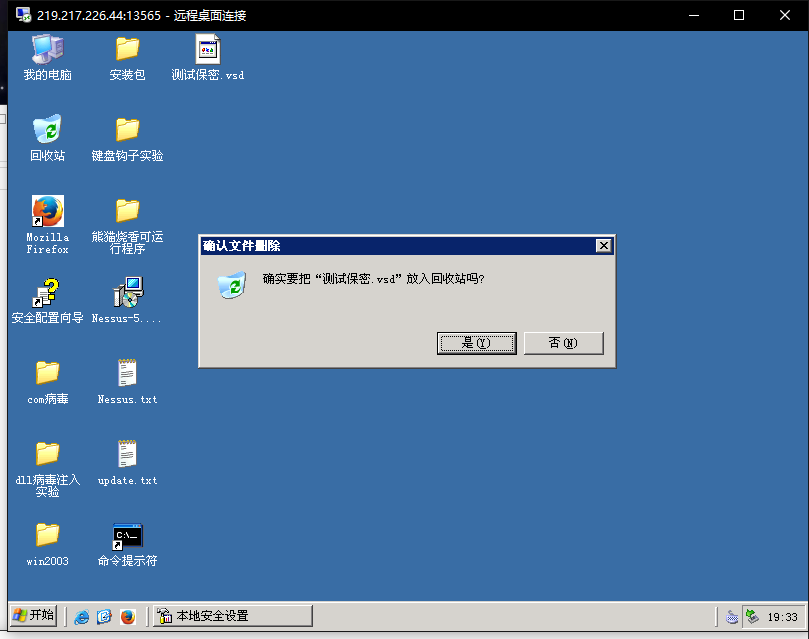 219.217.226.44:13565 - 远程桌面连接
我的电脑
安装包
测试保密.vsd
回收站
键盘钩子实验
Mozilla
Firefox
熊猫烧香可运
行程序
安全配置向导
Nessus-5....
com病毒
Nessus.txt
dll病毒注入
实验
update.txt
win2003
命令提示符
C:\_
确认文件删除
确实要把“测试保密.vsd”放入回收站吗?
是(Y)
否(N)
开始
本地安全设置
19:33